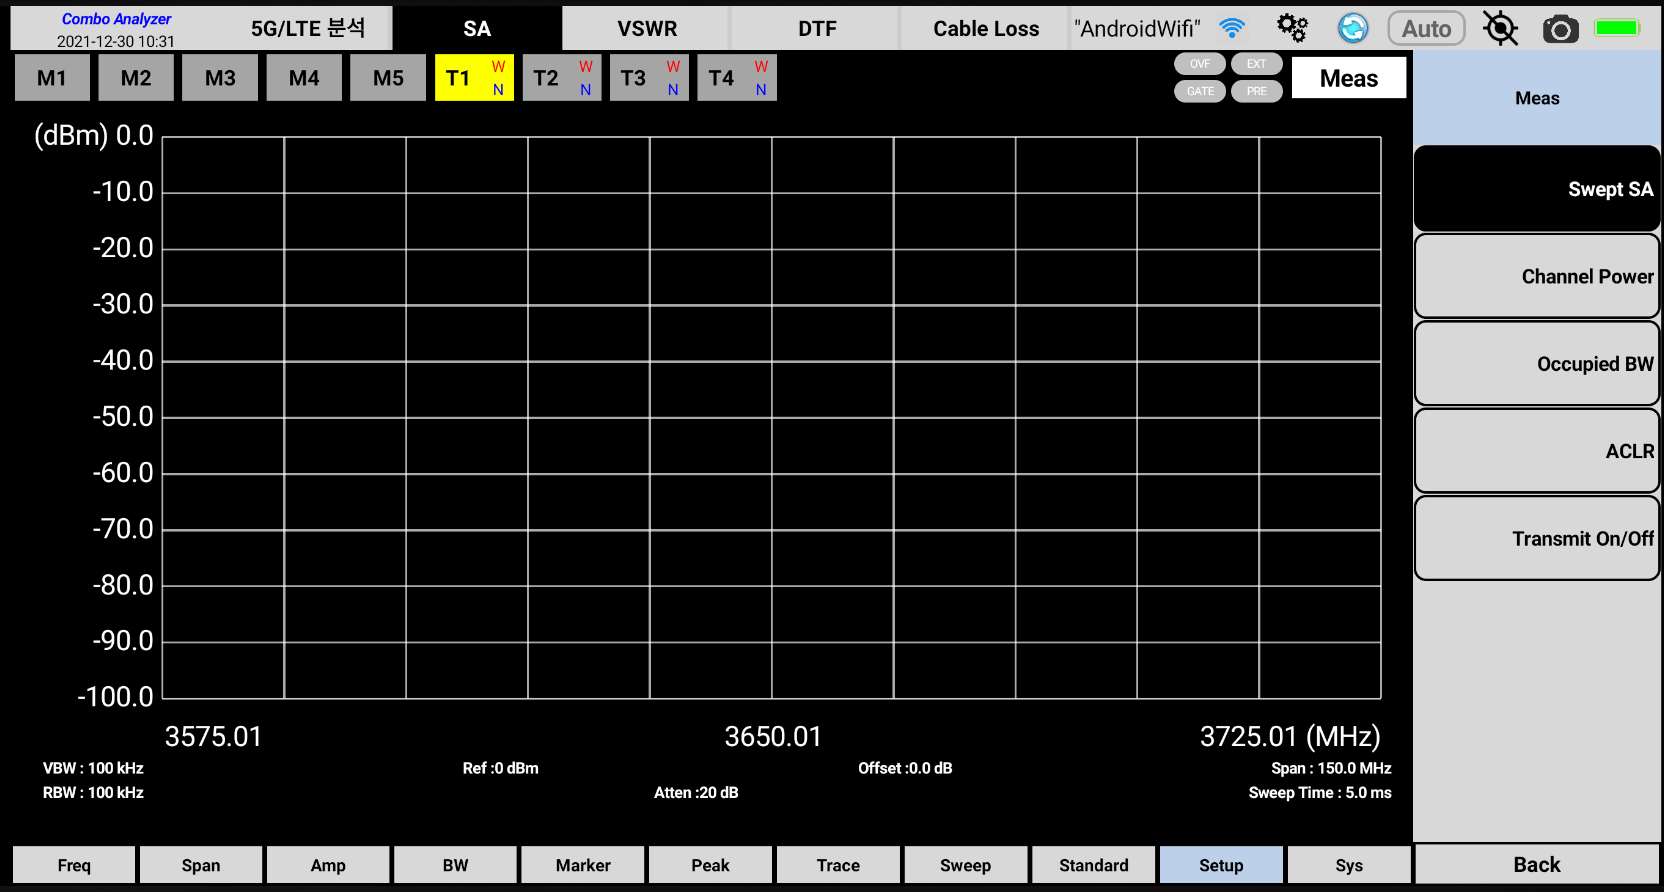 Combo Analyzer
2021-12-30 10:31
5G/LTE 분석
SA
VSWR
DTF
Cable Loss
"AndroidWifi"
Auto
M1
M2
M3
M4
M5
T1 W N
T2 W N
T3 W N
T4 W N
OVF
EXT
GATE
PRE
Meas
Meas
Swept SA
Channel Power
Occupied BW
ACLR
Transmit On/Off
(dBm) 0.0
-10.0
-20.0
-30.0
-40.0
-50.0
-60.0
-70.0
-80.0
-90.0
-100.0
3575.01
3650.01
3725.01 (MHz)
VBW : 100 kHz
Ref :0 dBm
Offset :0.0 dB
Span : 150.0 MHz
RBW : 100 kHz
Atten :20 dB
Sweep Time : 5.0 ms
Freq
Span
Amp
BW
Marker
Peak
Trace
Sweep
Standard
Setup
Sys
Back